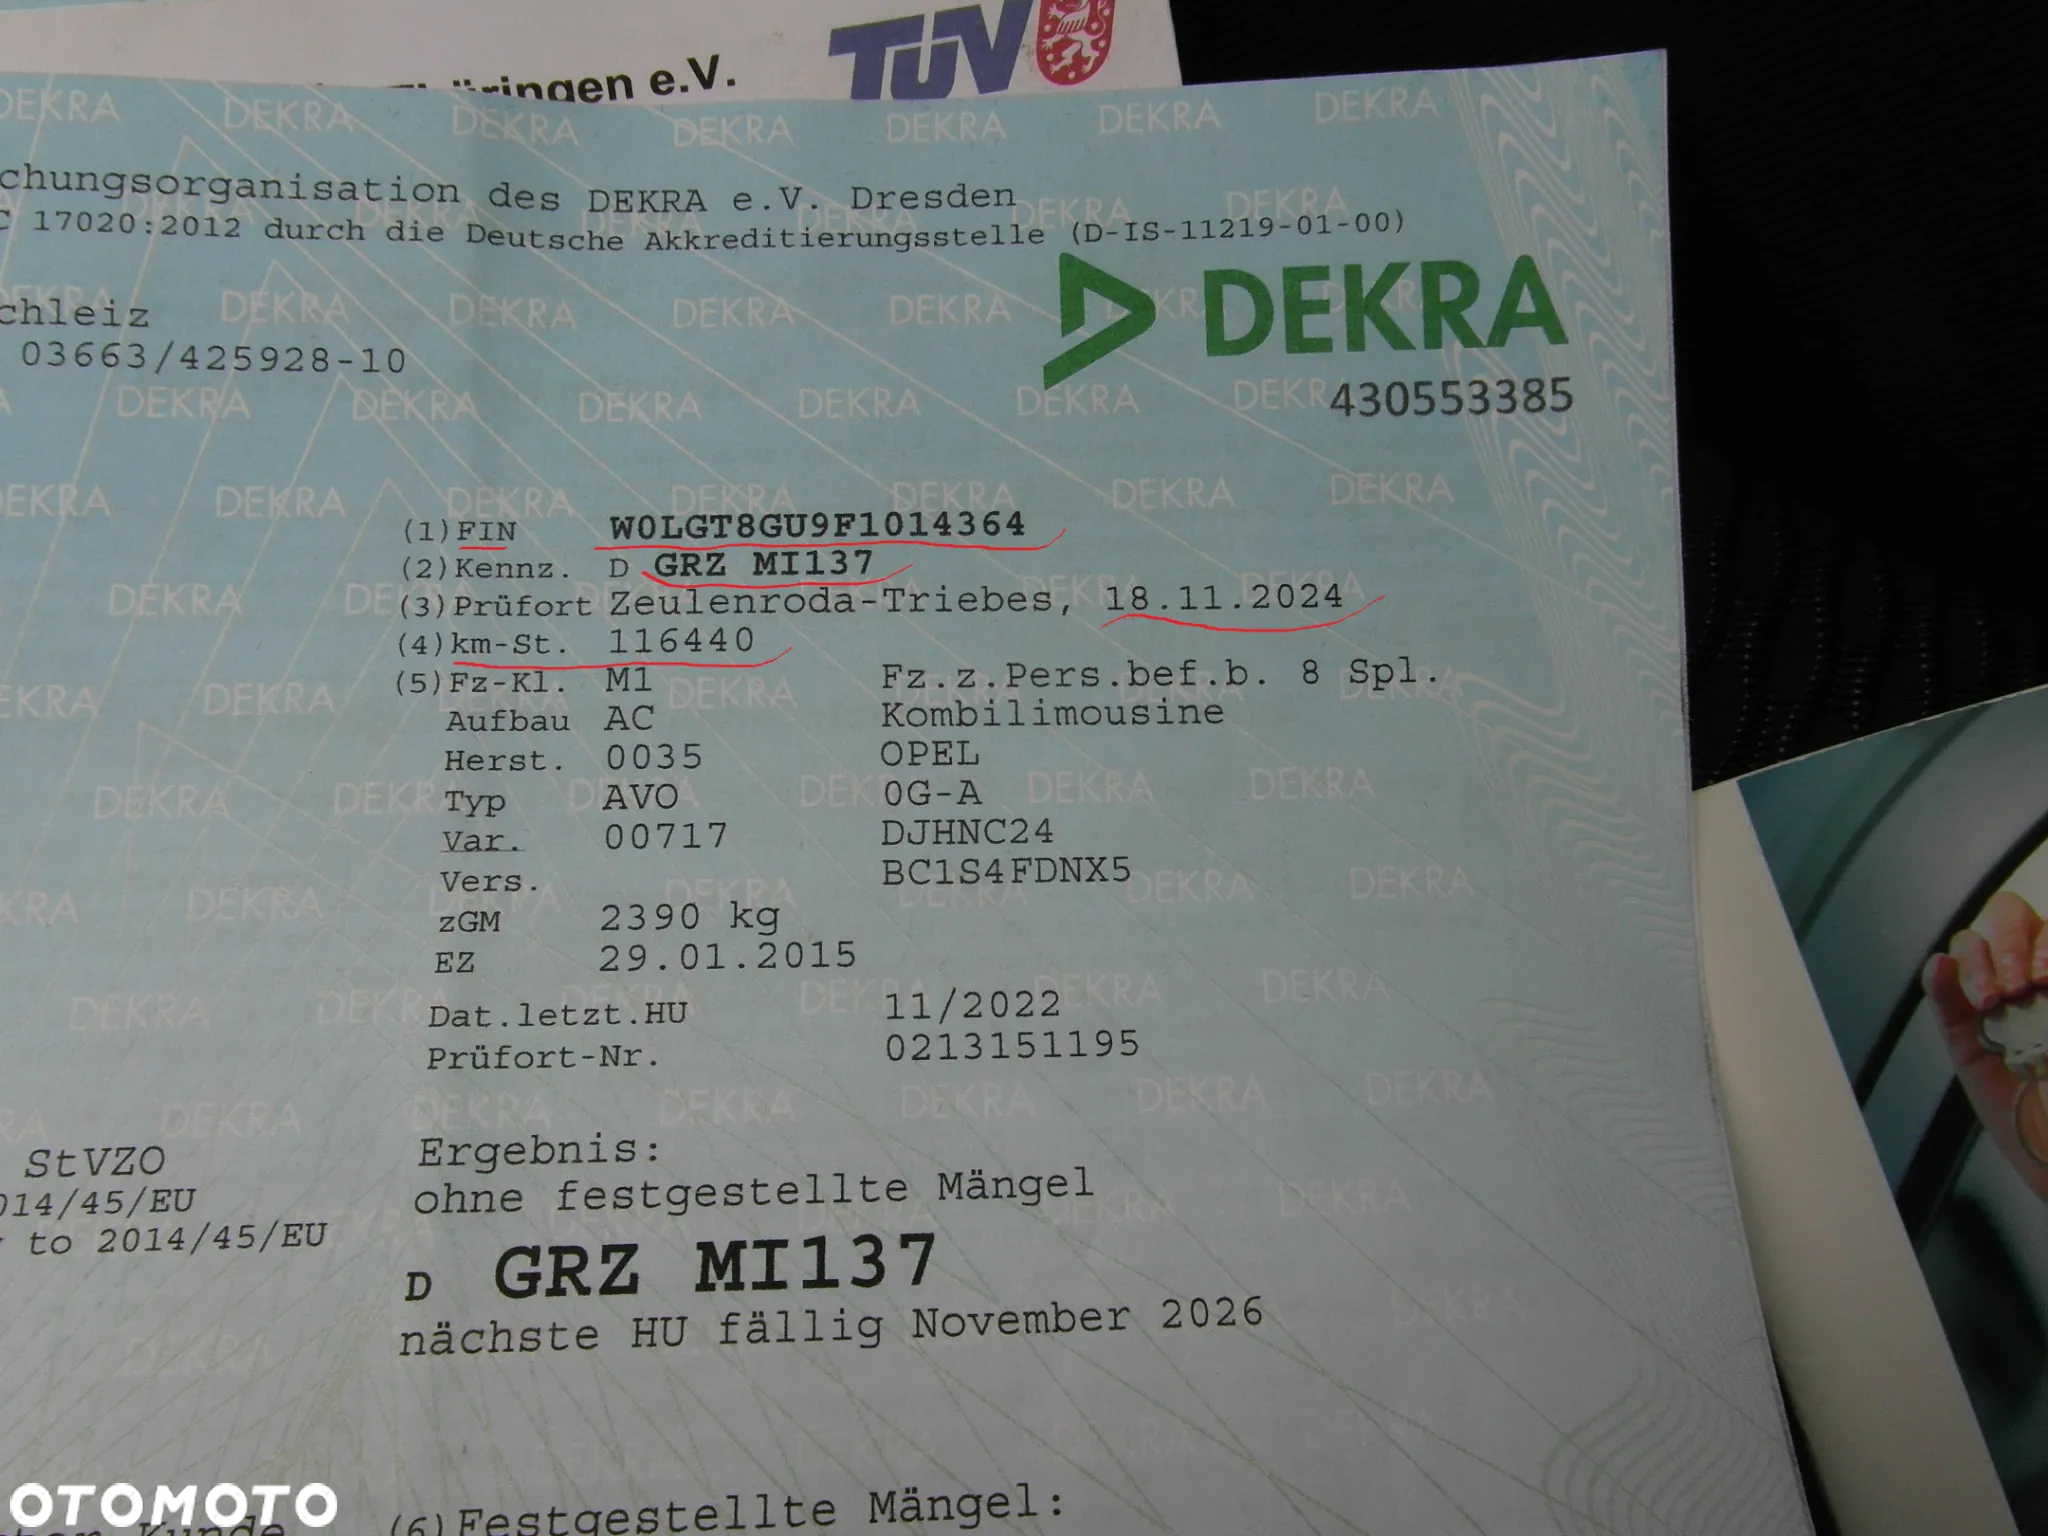 Thüringen e.V.
TÜV
chungsorganisation des DEKRA e.V. Dresden
C 17020:2012 durch die Deutsche Akkreditierungsstelle (D-IS-11219-01-00)
DEKRA
chleiz
03663/425928-10
430553385
(1) FIN W0LGT8GU9F1014364
(2) Kennz. D GRZ MI137
(3) Prüfort Zeulenroda-Triebes, 18.11.2024
(4) km-St. 116440
(5) Fz-Kl. M1 Fz.z.Pers.bef.b. 8 Spl.
Aufbau AC Kombilimousine
Herst. 0035 OPEL
Typ AVO 0G-A
Var. 00717 DJHNC24
Vers. BC1S4FDNX5
zGM 2390 kg
EZ 29.01.2015
Dat.letzt.HU 11/2022
Prüfort-Nr. 0213151195
Ergebnis:
StVZO
ohne festgestellte Mängel
014/45/EU
to 2014/45/EU
D GRZ MI137
nächste HU fällig November 2026
OTOMOTO
Kunde
(6) Festgestellte Mängel: